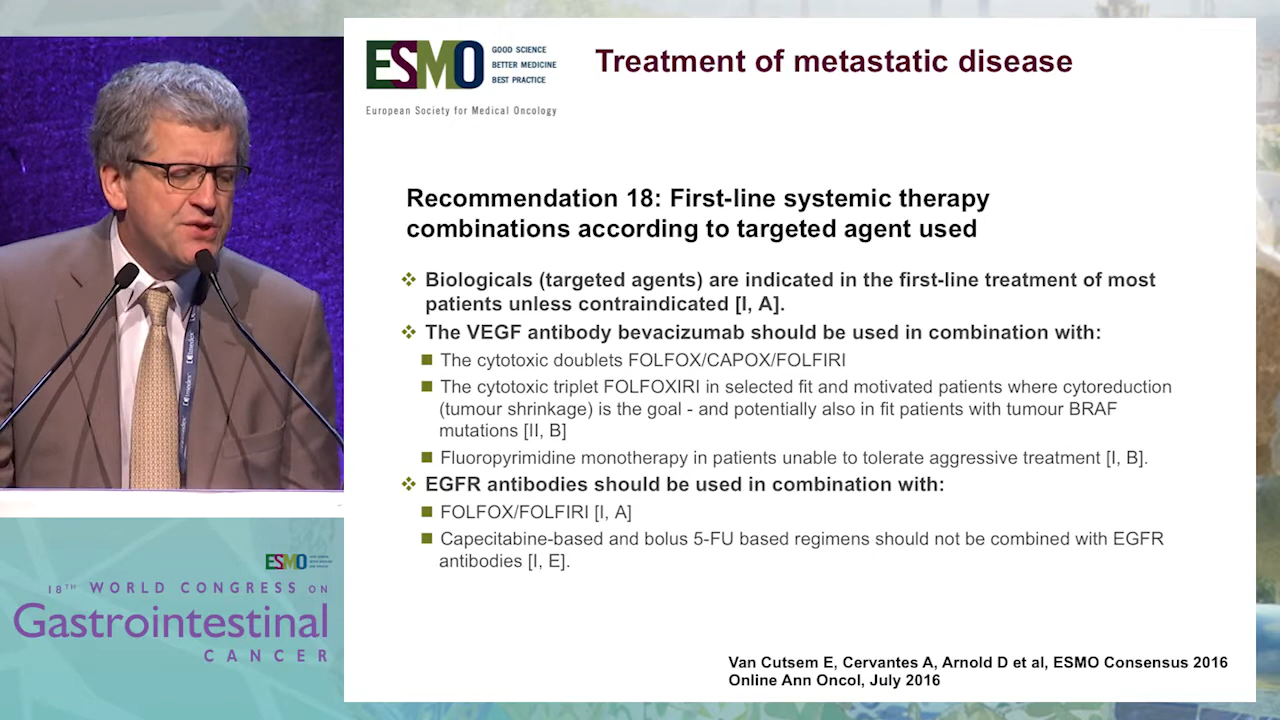 ESMO
GOOD SCIENCE
BETTER MEDICINE
BEST PRACTICE
European Society for Medical Oncology
Treatment of metastatic disease
Recommendation 18: First-line systemic therapy
combinations according to targeted agent used
Biologicals (targeted agents) are indicated in the first-line treatment of most
patients unless contraindicated [I, A].
The VEGF antibody bevacizumab should be used in combination with:
The cytotoxic doublets FOLFOX/CAPOX/FOLFIRI
The cytotoxic triplet FOLFOXIRI in selected fit and motivated patients where cytoreduction
(tumour shrinkage) is the goal - and potentially also in fit patients with tumour BRAF
mutations [II, B]
Fluoropyrimidine monotherapy in patients unable to tolerate aggressive treatment [I, B].
EGFR antibodies should be used in combination with:
FOLFOX/FOLFIRI [I, A]
Capecitabine-based and bolus 5-FU based regimens should not be combined with EGFR
antibodies [I, E].
Van Cutsem E, Cervantes A, Arnold D et al, ESMO Consensus 2016
Online Ann Oncol, July 2016
ESMO
18TH WORLD CONGRESS ON
Gastrointestinal
CANCER